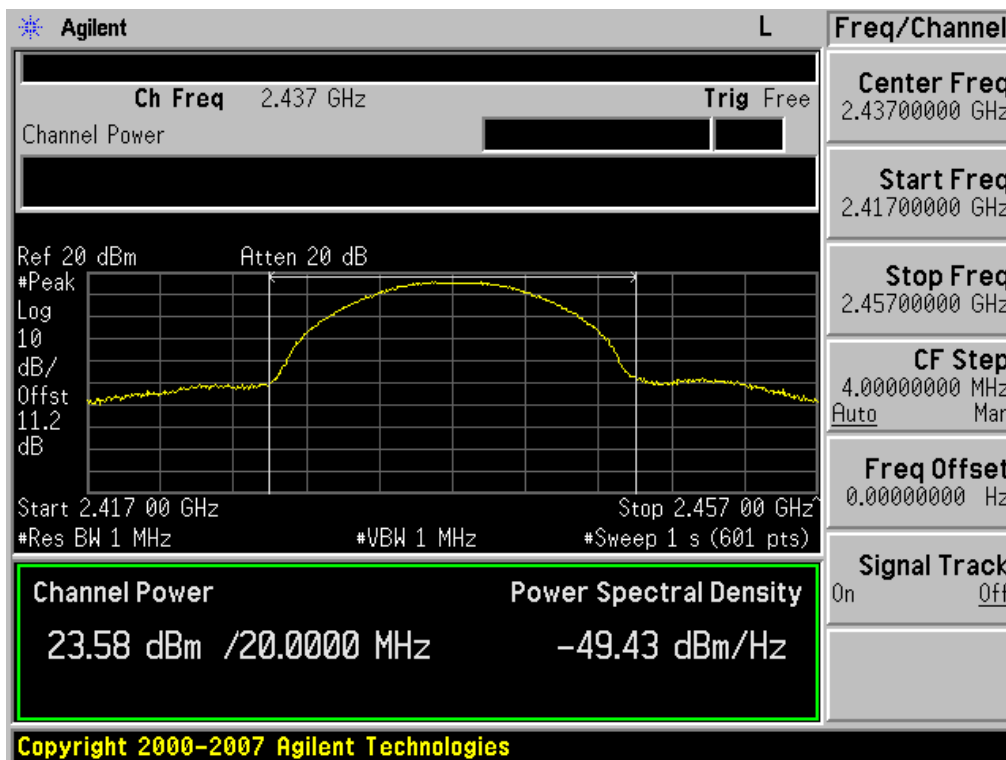 Agilent L
Ch Freq 2.437 GHz Trig Free
Channel Power
Ref 20 dBm Atten 20 dB
#Peak
Log
10
dB/
Offst
11.2
dB
Start 2.417 00 GHz Stop 2.457 00 GHz^
#Res BW 1 MHz #VBW 1 MHz #Sweep 1 s (601 pts)
Channel Power Power Spectral Density
23.58 dBm /20.0000 MHz -49.43 dBm/Hz
Copyright 2000-2007 Agilent Technologies
Freq/Channel
Center Freq
2.43700000 GHz
Start Freq
2.41700000 GHz
Stop Freq
2.45700000 GHz
CF Step
4.00000000 MHz
Auto Man
Freq Offset
0.00000000 Hz
Signal Track
On Off